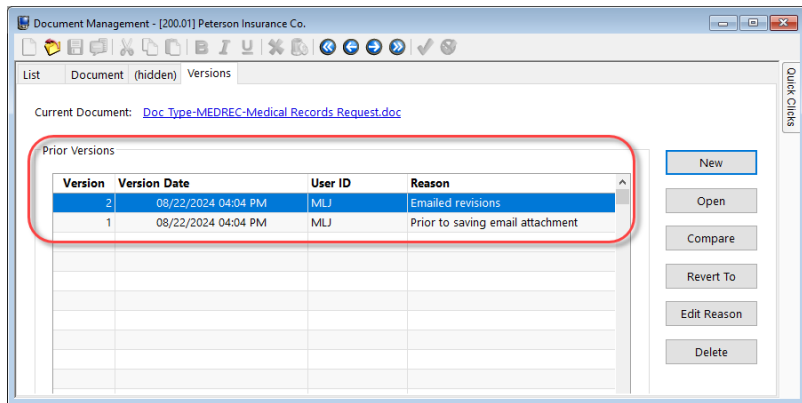 Document Management - [200.01] Peterson Insurance Co.
B I U
List Document (hidden) Versions
Quick Clicks
Current Document: Doc Type-MEDREC-Medical Records Request.doc
Prior Versions
Version Version Date User ID Reason
2 08/22/2024 04:04 PM MLJ Emailed revisions
1 08/22/2024 04:04 PM MLJ Prior to saving email attachment
New
Open
Compare
Revert To
Edit Reason
Delete